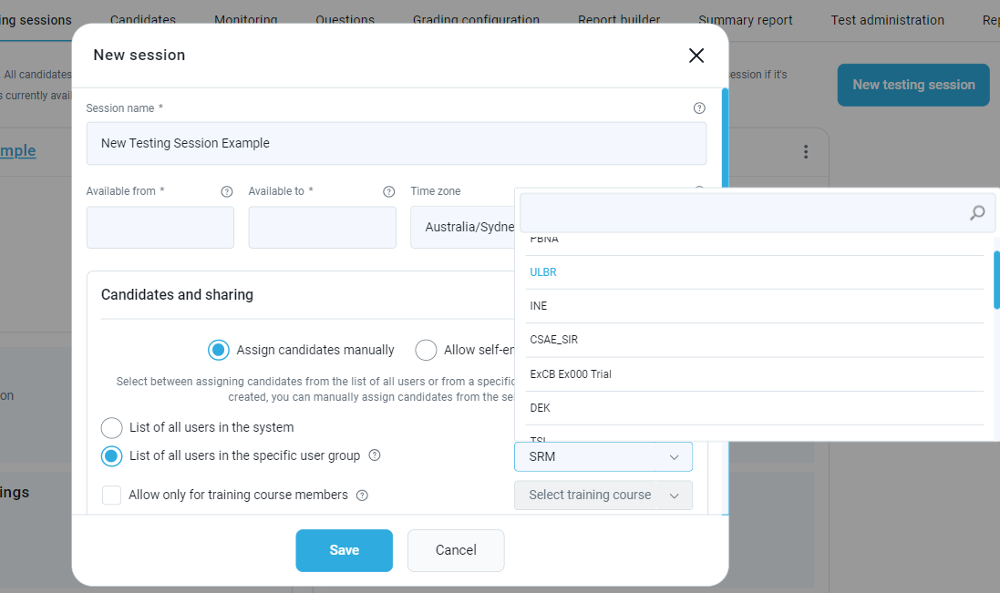 ing sessions Candidates Monitoring Questions Grading configuration Report builder Summary report Test administration Rep
New session
All candidates
ession if it's
s currently avail
New testing session
Session name *
New Testing Session Example
mple
Available from * Available to * Time zone
Australia/Sydne
PBNA
ULBR
INE
CSAE_SIR
ExCB Ex000 Trial
DEK
TSI
Candidates and sharing
Assign candidates manually Allow self-en
Select between assigning candidates from the list of all users or from a specific
created, you can manually assign candidates from the se
on
List of all users in the system
List of all users in the specific user group
SRM
ings
Allow only for training course members
Select training course
Save Cancel